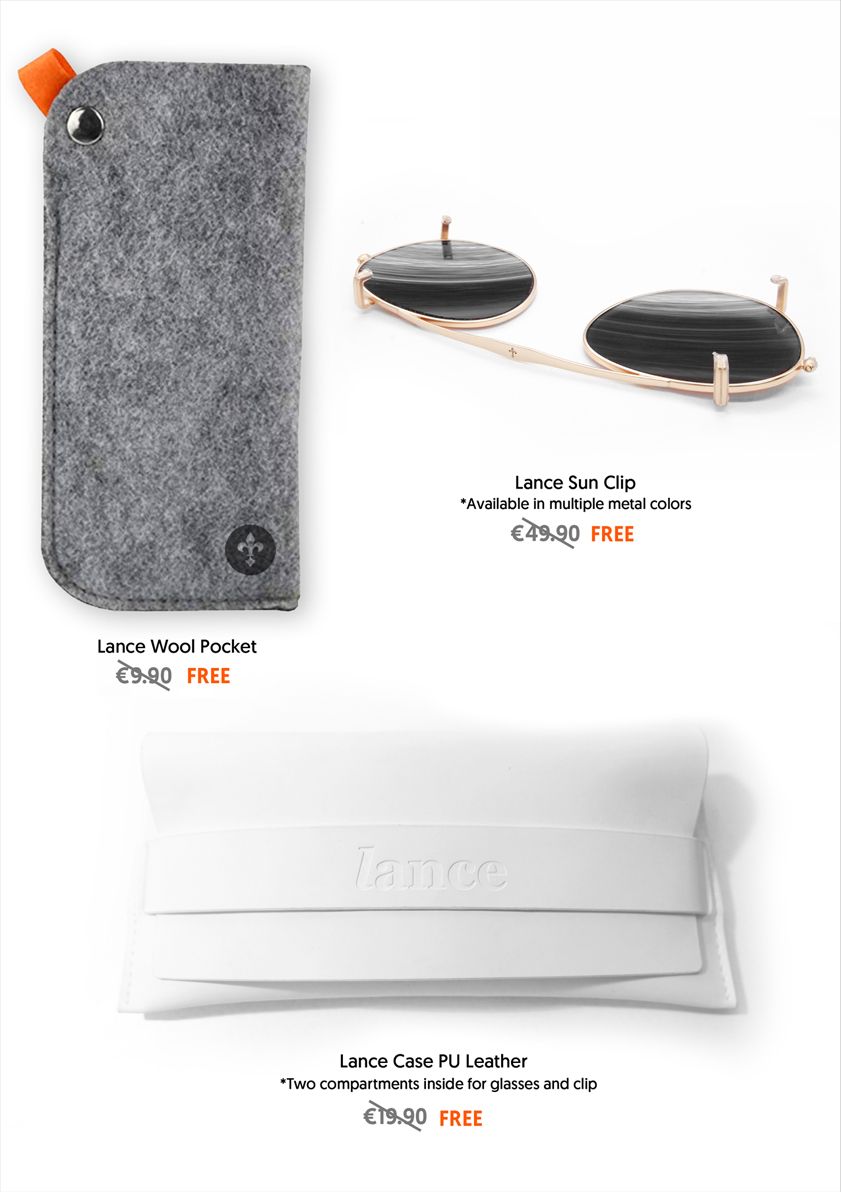 Lance Sun Clip
*Available in multiple metal colors
€49.90 FREE
Lance Wool Pocket
€9.90 FREE
lance
Lance Case PU Leather
*Two compartments inside for glasses and clip
€19.90 FREE